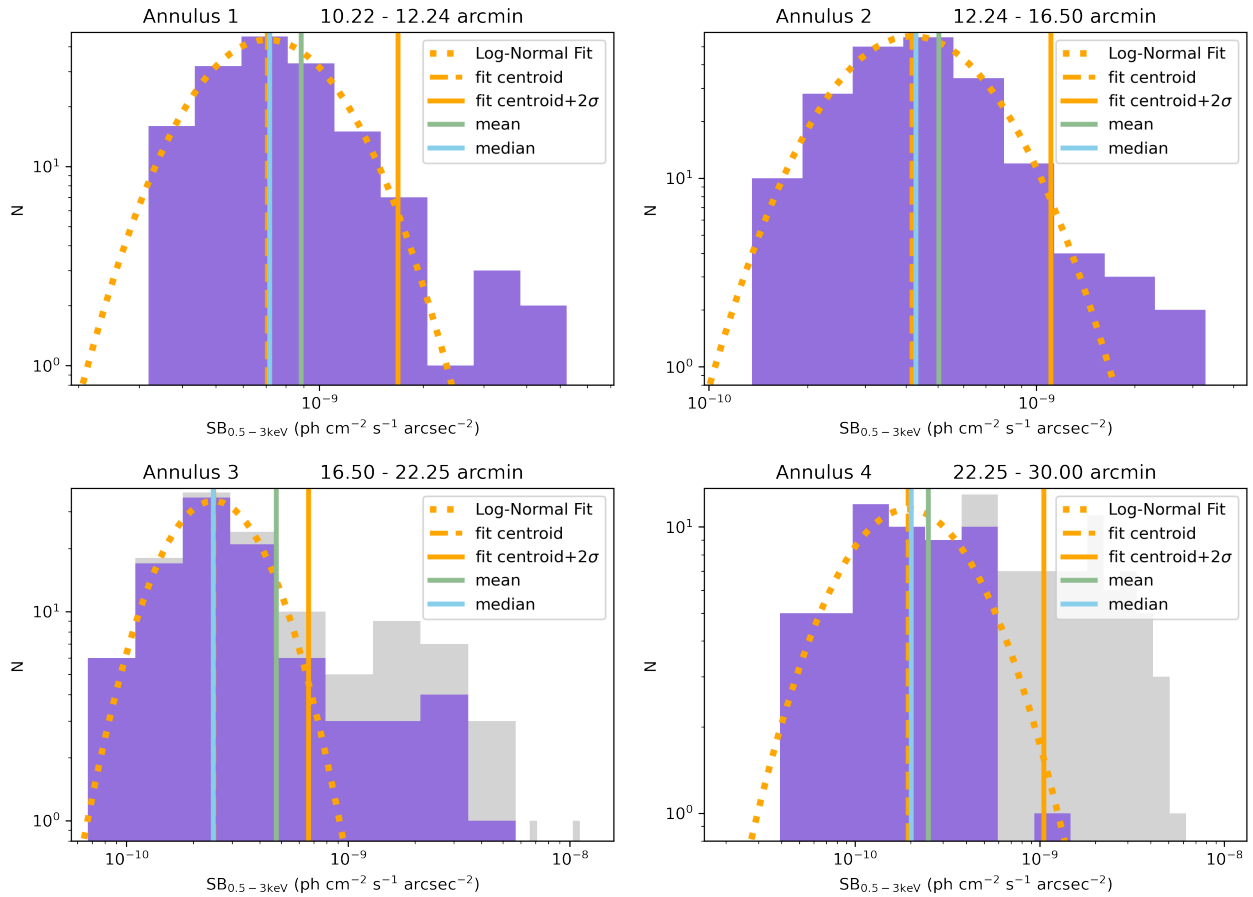 Annulus 1 10.22 - 12.24 arcmin
Log-Normal Fit
fit centroid
fit centroid+2σ
mean
median
10¹
10⁰
N
10⁻⁹
SB₀.₅₋₃ₖₑᵥ (ph cm⁻² s⁻¹ arcsec⁻²)
Annulus 2 12.24 - 16.50 arcmin
Log-Normal Fit
fit centroid
fit centroid+2σ
mean
median
10¹
10⁰
N
10⁻¹⁰ 10⁻⁹
SB₀.₅₋₃ₖₑᵥ (ph cm⁻² s⁻¹ arcsec⁻²)
Annulus 3 16.50 - 22.25 arcmin
Log-Normal Fit
fit centroid
fit centroid+2σ
mean
median
10¹
10⁰
N
10⁻¹⁰ 10⁻⁹ 10⁻⁸
SB₀.₅₋₃ₖₑᵥ (ph cm⁻² s⁻¹ arcsec⁻²)
Annulus 4 22.25 - 30.00 arcmin
Log-Normal Fit
fit centroid
fit centroid+2σ
mean
median
10¹
10⁰
N
10⁻¹⁰ 10⁻⁹ 10⁻⁸
SB₀.₅₋₃ₖₑᵥ (ph cm⁻² s⁻¹ arcsec⁻²)